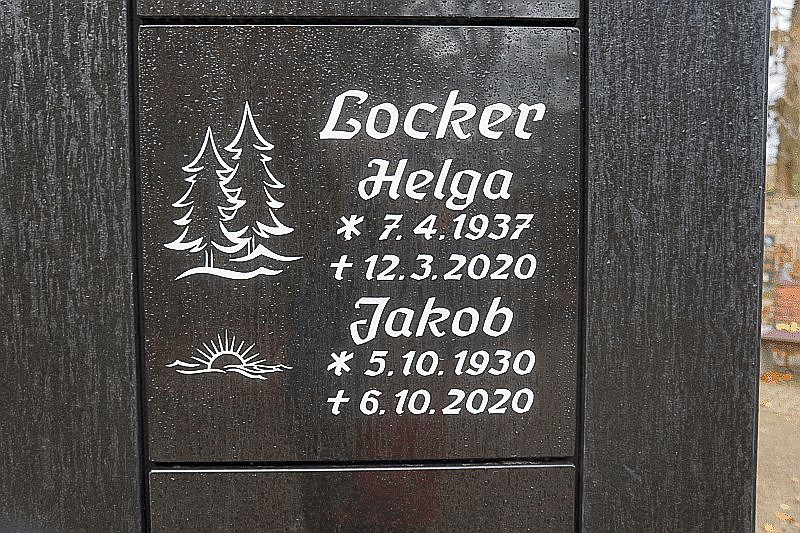 Locker
Helga
* 7. 4. 1937
+ 12. 3. 2020
Jakob
* 5. 10. 1930
+ 6. 10. 2020